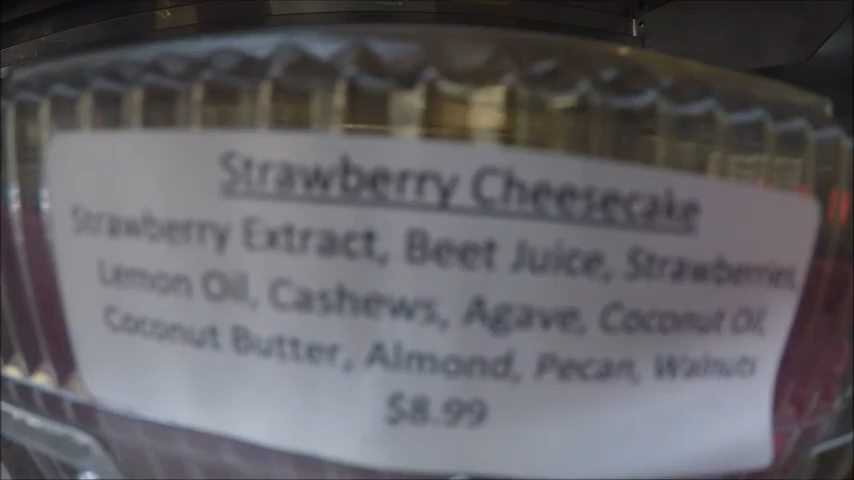 Strawberry Cheesecake
Strawberry Extract, Beet Juice, Strawberries,
Lemon Oil, Cashews, Agave, Coconut Oil,
Coconut Butter, Almond, Pecan, Walnuts
$8.99